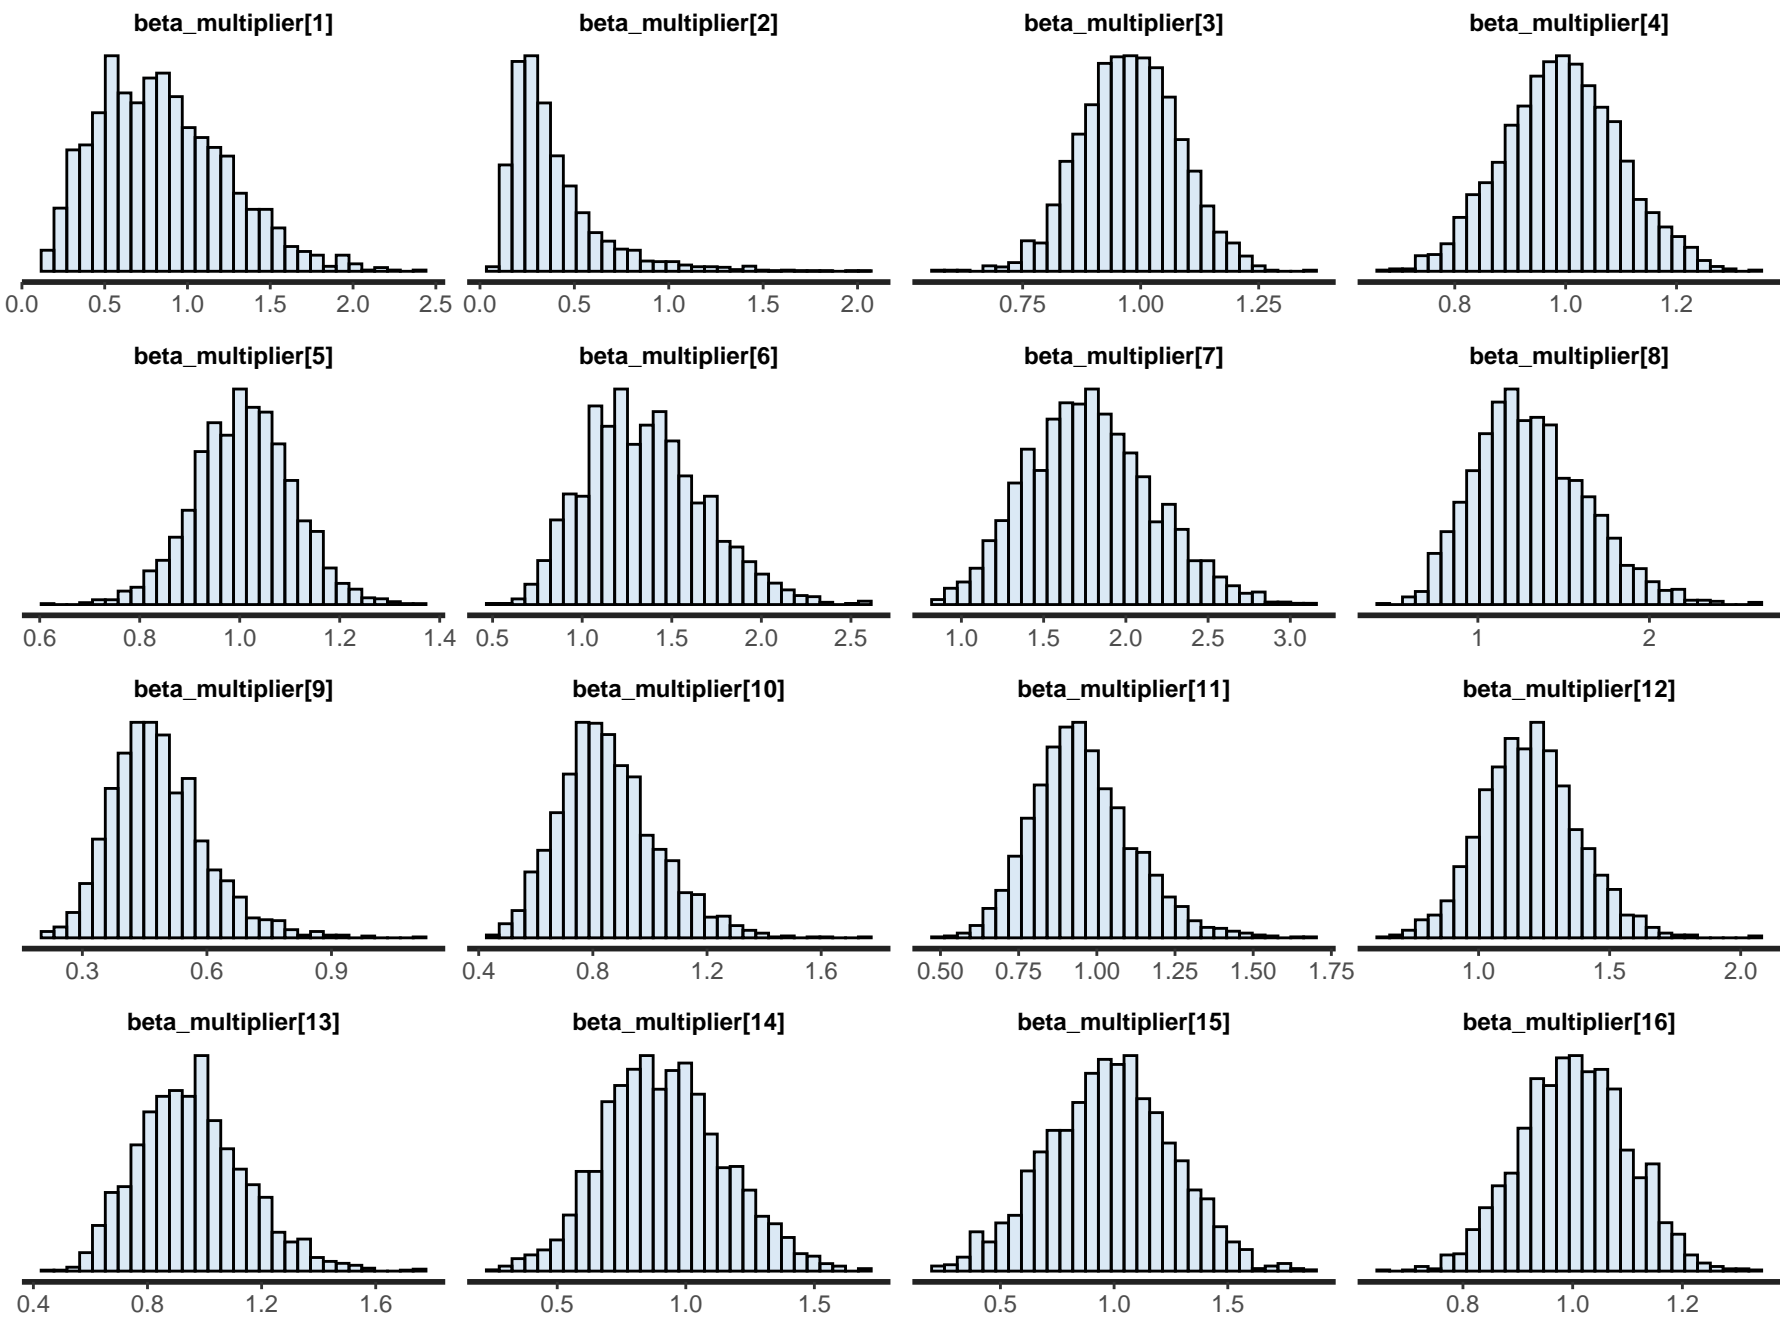 beta_multiplier[1] beta_multiplier[2] beta_multiplier[3] beta_multiplier[4]
0.0 0.5 1.0 1.5 2.0 2.5 0.0 0.5 1.0 1.5 2.0 0.75 1.00 1.25 0.8 1.0 1.2
beta_multiplier[5] beta_multiplier[6] beta_multiplier[7] beta_multiplier[8]
0.6 0.8 1.0 1.2 1.4 0.5 1.0 1.5 2.0 2.5 1.0 1.5 2.0 2.5 3.0 1 2
beta_multiplier[9] beta_multiplier[10] beta_multiplier[11] beta_multiplier[12]
0.3 0.6 0.9 0.4 0.8 1.2 1.6 0.50 0.75 1.00 1.25 1.50 1.75 1.0 1.5 2.0
beta_multiplier[13] beta_multiplier[14] beta_multiplier[15] beta_multiplier[16]
0.4 0.8 1.2 1.6 0.5 1.0 1.5 0.5 1.0 1.5 0.8 1.0 1.2